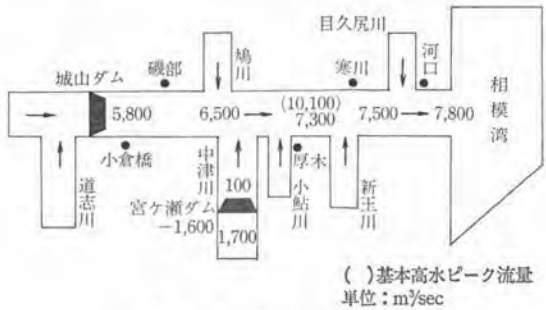 目久尻川
鳩川
河口
城山ダム
磯部
寒川
相模湾
5,800
6,500
(10,100)
7,300
7,500
7,800
小倉橋
道志川
中津川
100
小鮎川
厚木
新玉川
宮ヶ瀬ダム
-1,600
1,700
( )基本高水ピーク流量
単位:m³/sec